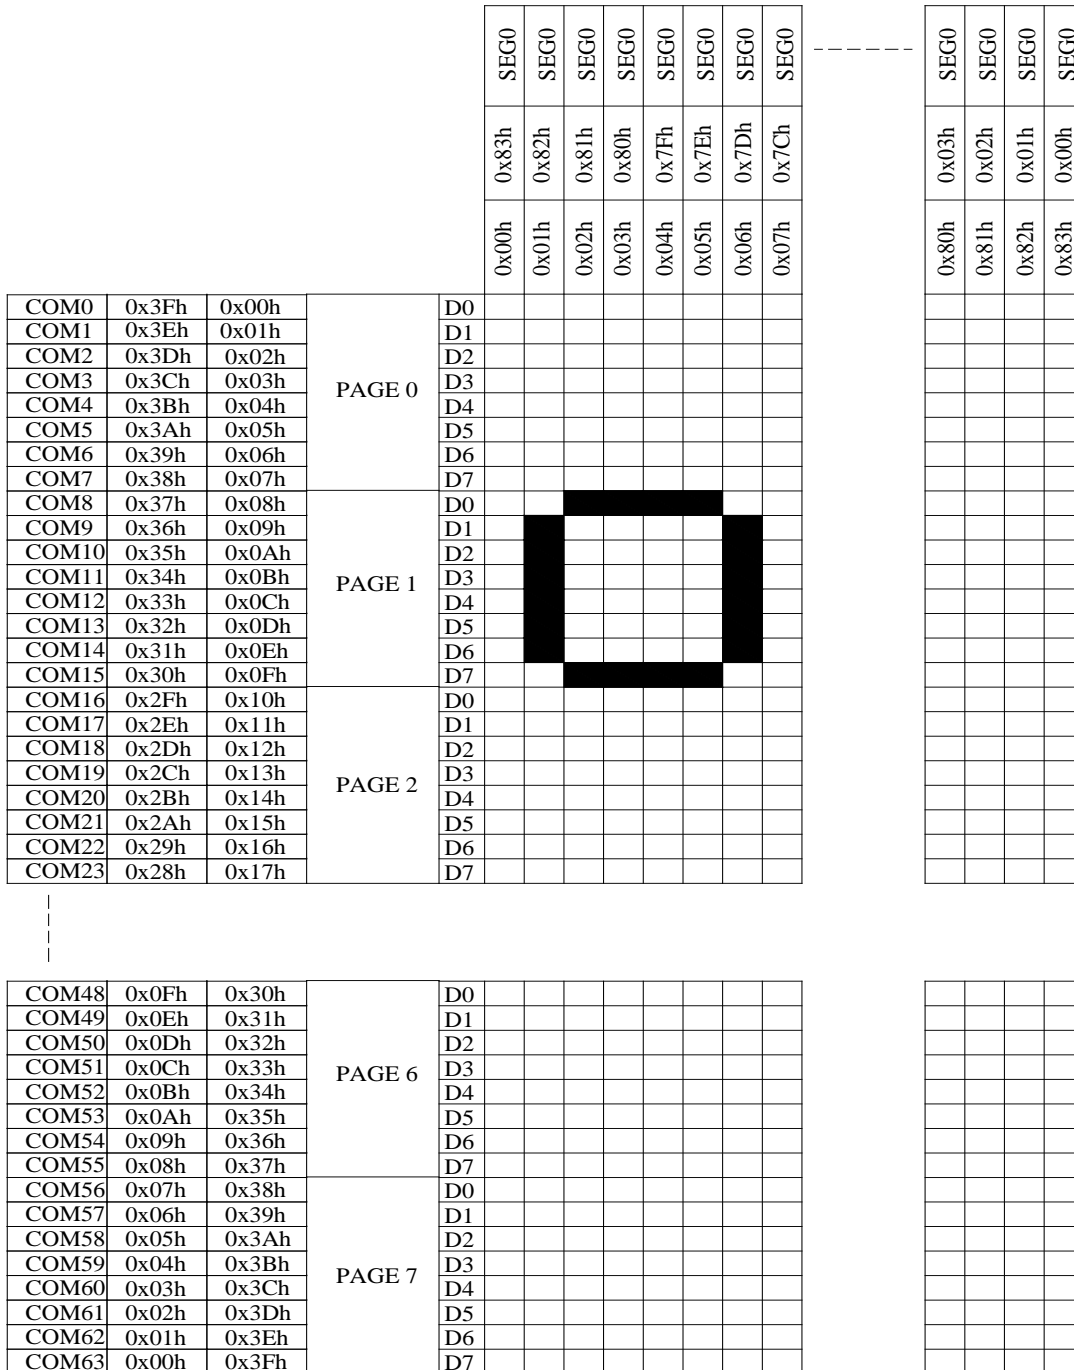 SEG0 SEG0 SEG0 SEG0 SEG0 SEG0 SEG0 SEG0 SEG0 SEG0 SEG0 SEG0
0x83h 0x82h 0x81h 0x80h 0x7Fh 0x7Eh 0x7Dh 0x7Ch 0x03h 0x02h 0x01h 0x00h
0x00h 0x01h 0x02h 0x03h 0x04h 0x05h 0x06h 0x07h 0x80h 0x81h 0x82h 0x83h
COM0 0x3Fh 0x00h D0
COM1 0x3Eh 0x01h D1
COM2 0x3Dh 0x02h D2
COM3 0x3Ch 0x03h PAGE 0 D3
COM4 0x3Bh 0x04h D4
COM5 0x3Ah 0x05h D5
COM6 0x39h 0x06h D6
COM7 0x38h 0x07h D7
COM8 0x37h 0x08h D0
COM9 0x36h 0x09h D1
COM10 0x35h 0x0Ah D2
COM11 0x34h 0x0Bh PAGE 1 D3
COM12 0x33h 0x0Ch D4
COM13 0x32h 0x0Dh D5
COM14 0x31h 0x0Eh D6
COM15 0x30h 0x0Fh D7
COM16 0x2Fh 0x10h D0
COM17 0x2Eh 0x11h D1
COM18 0x2Dh 0x12h D2
COM19 0x2Ch 0x13h PAGE 2 D3
COM20 0x2Bh 0x14h D4
COM21 0x2Ah 0x15h D5
COM22 0x29h 0x16h D6
COM23 0x28h 0x17h D7
COM48 0x0Fh 0x30h D0
COM49 0x0Eh 0x31h D1
COM50 0x0Dh 0x32h D2
COM51 0x0Ch 0x33h PAGE 6 D3
COM52 0x0Bh 0x34h D4
COM53 0x0Ah 0x35h D5
COM54 0x09h 0x36h D6
COM55 0x08h 0x37h D7
COM56 0x07h 0x38h D0
COM57 0x06h 0x39h D1
COM58 0x05h 0x3Ah D2
COM59 0x04h 0x3Bh PAGE 7 D3
COM60 0x03h 0x3Ch D4
COM61 0x02h 0x3Dh D5
COM62 0x01h 0x3Eh D6
COM63 0x00h 0x3Fh D7